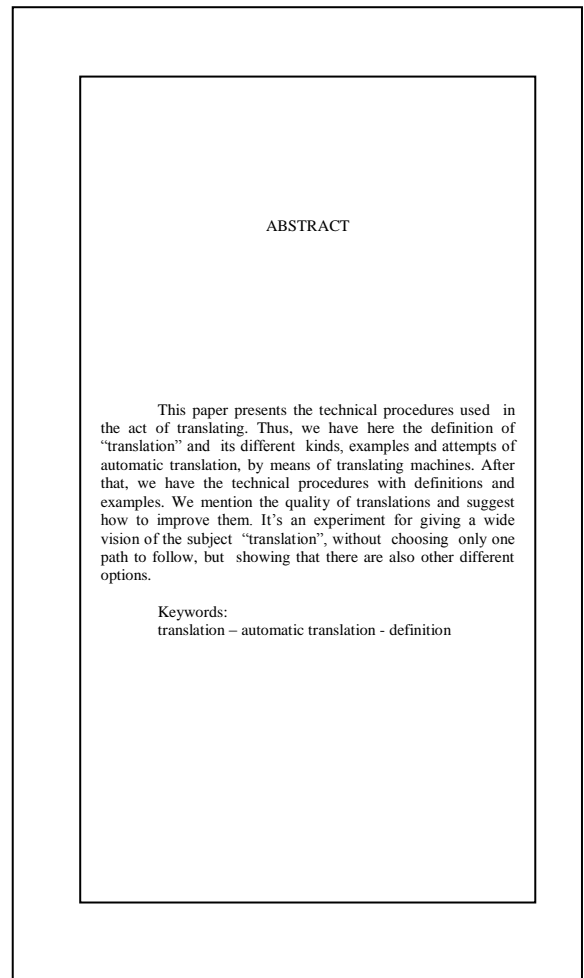 ABSTRACT
This paper presents the technical procedures used in
the act of translating. Thus, we have here the definition of
“translation” and its different kinds, examples and attempts of
automatic translation, by means of translating machines. After
that, we have the technical procedures with definitions and
examples. We mention the quality of translations and suggest
how to improve them. It’s an experiment for giving a wide
vision of the subject “translation”, without choosing only one
path to follow, but showing that there are also other different
options.
Keywords:
translation – automatic translation - definition